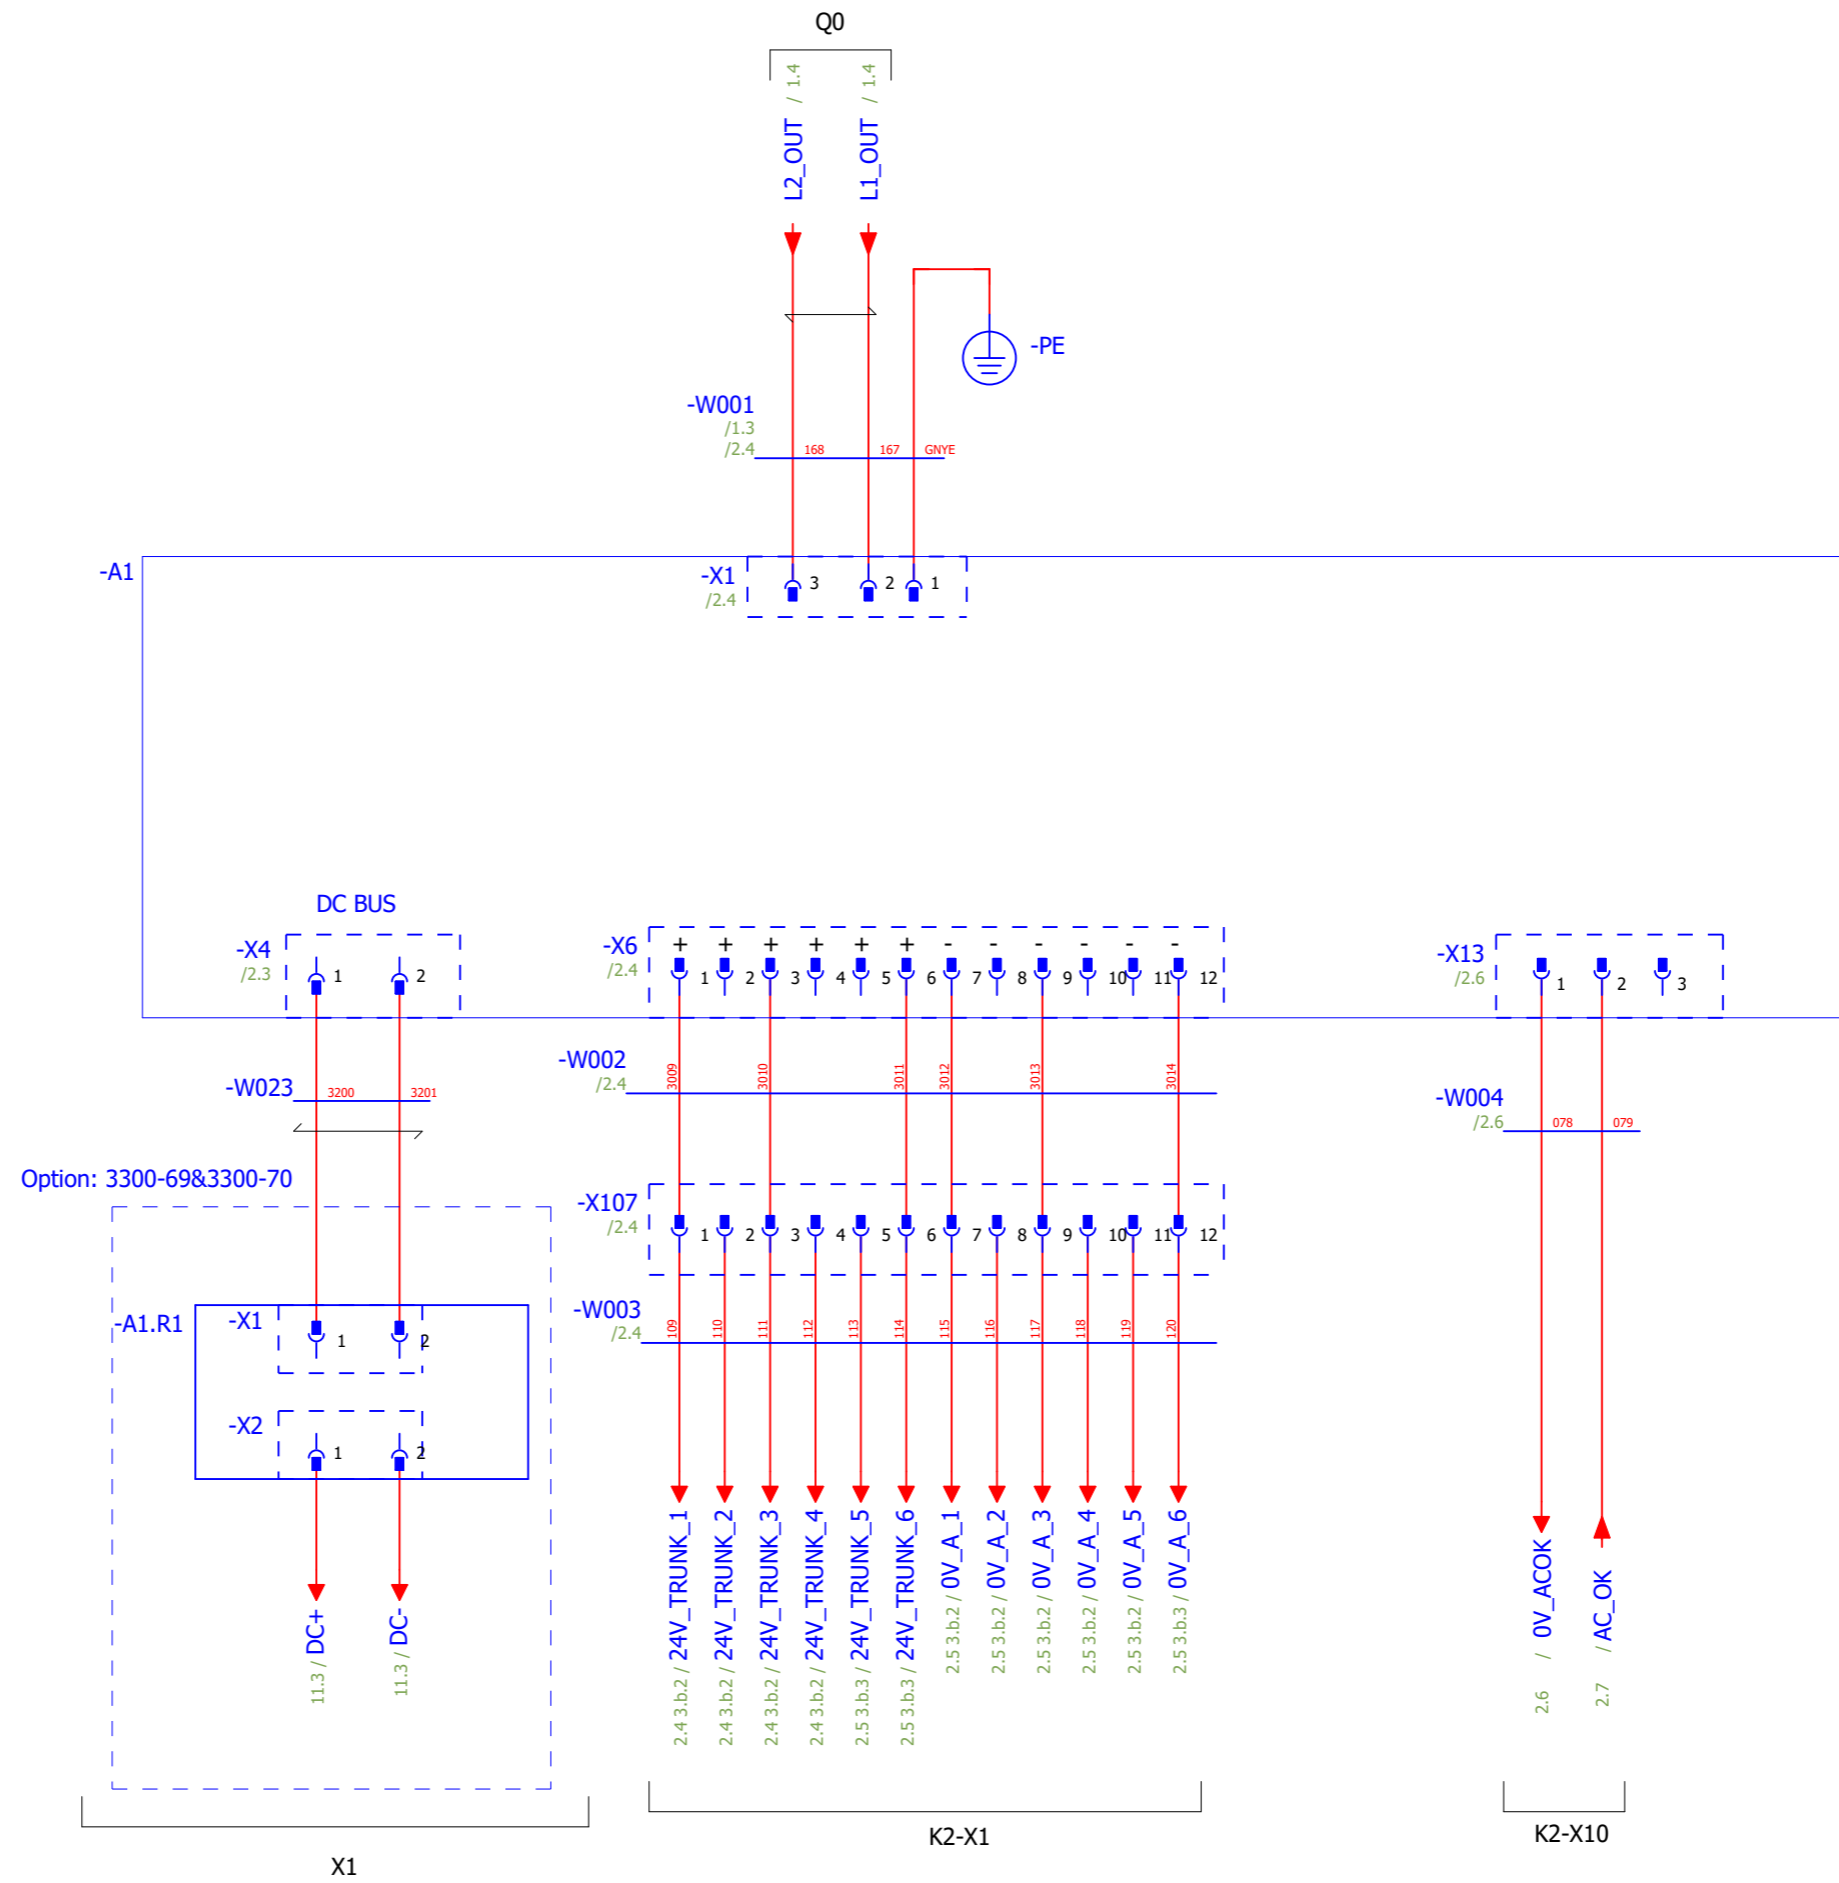 Q0
L2_OUT / 1.4
L1_OUT / 1.4
-PE
-W001
/1.3
/2.4
168 167 GNYE
-A1
-X1
/2.4
3 2 1
DC BUS
-X4
/2.3
1 2
-X6
/2.4
+ + + + + + - - - - - -
1 2 3 4 5 6 7 8 9 10 11 12
-X13
/2.6
1 2 3
-W023
3200 3201
-W002
/2.4
3009 3010 3011 3012 3013 3014
-W004
/2.6
078 079
Option: 3300-69&3300-70
-X107
/2.4
1 2 3 4 5 6 7 8 9 10 11 12
-A1.R1
-X1
1 2
-X2
1 2
-W003
/2.4
109 110 111 112 113 114 115 116 117 118 119 120
11.3 / DC+
11.3 / DC-
2.4 3.b.2 / 24V_TRUNK_1
2.4 3.b.2 / 24V_TRUNK_2
2.4 3.b.2 / 24V_TRUNK_3
2.4 3.b.2 / 24V_TRUNK_4
2.5 3.b.3 / 24V_TRUNK_5
2.5 3.b.3 / 24V_TRUNK_6
2.5 3.b.2 / 0V_A_1
2.5 3.b.2 / 0V_A_2
2.5 3.b.2 / 0V_A_3
2.5 3.b.2 / 0V_A_4
2.5 3.b.2 / 0V_A_5
2.5 3.b.3 / 0V_A_6
2.6 / 0V_ACOK
2.7 / AC_OK
X1
K2-X1
K2-X10